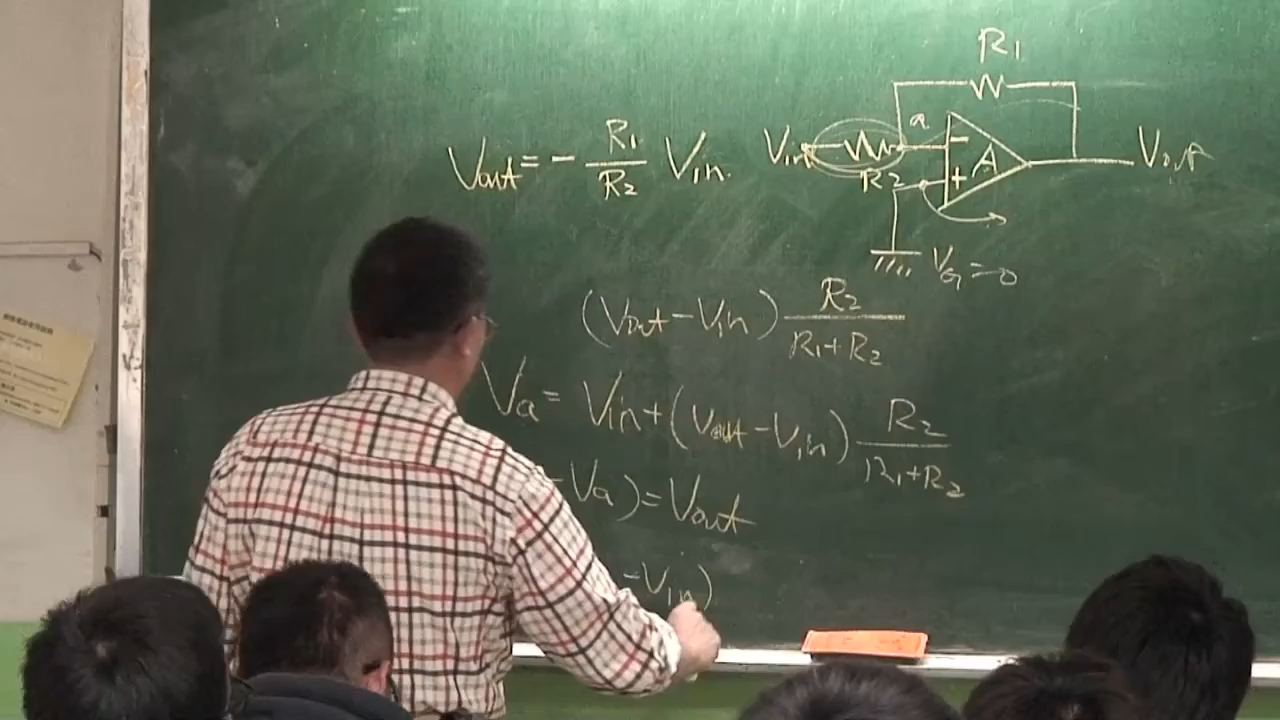 R1
Vout = - R1/R2 Vin.
Vin
a
-
A
+
Vout
R2
VG=0
(Vout-Vin) R2/R1+R2
Va= Vin+(Vout-Vin) R2/R1+R2
-Va)=Vout
-Vin)